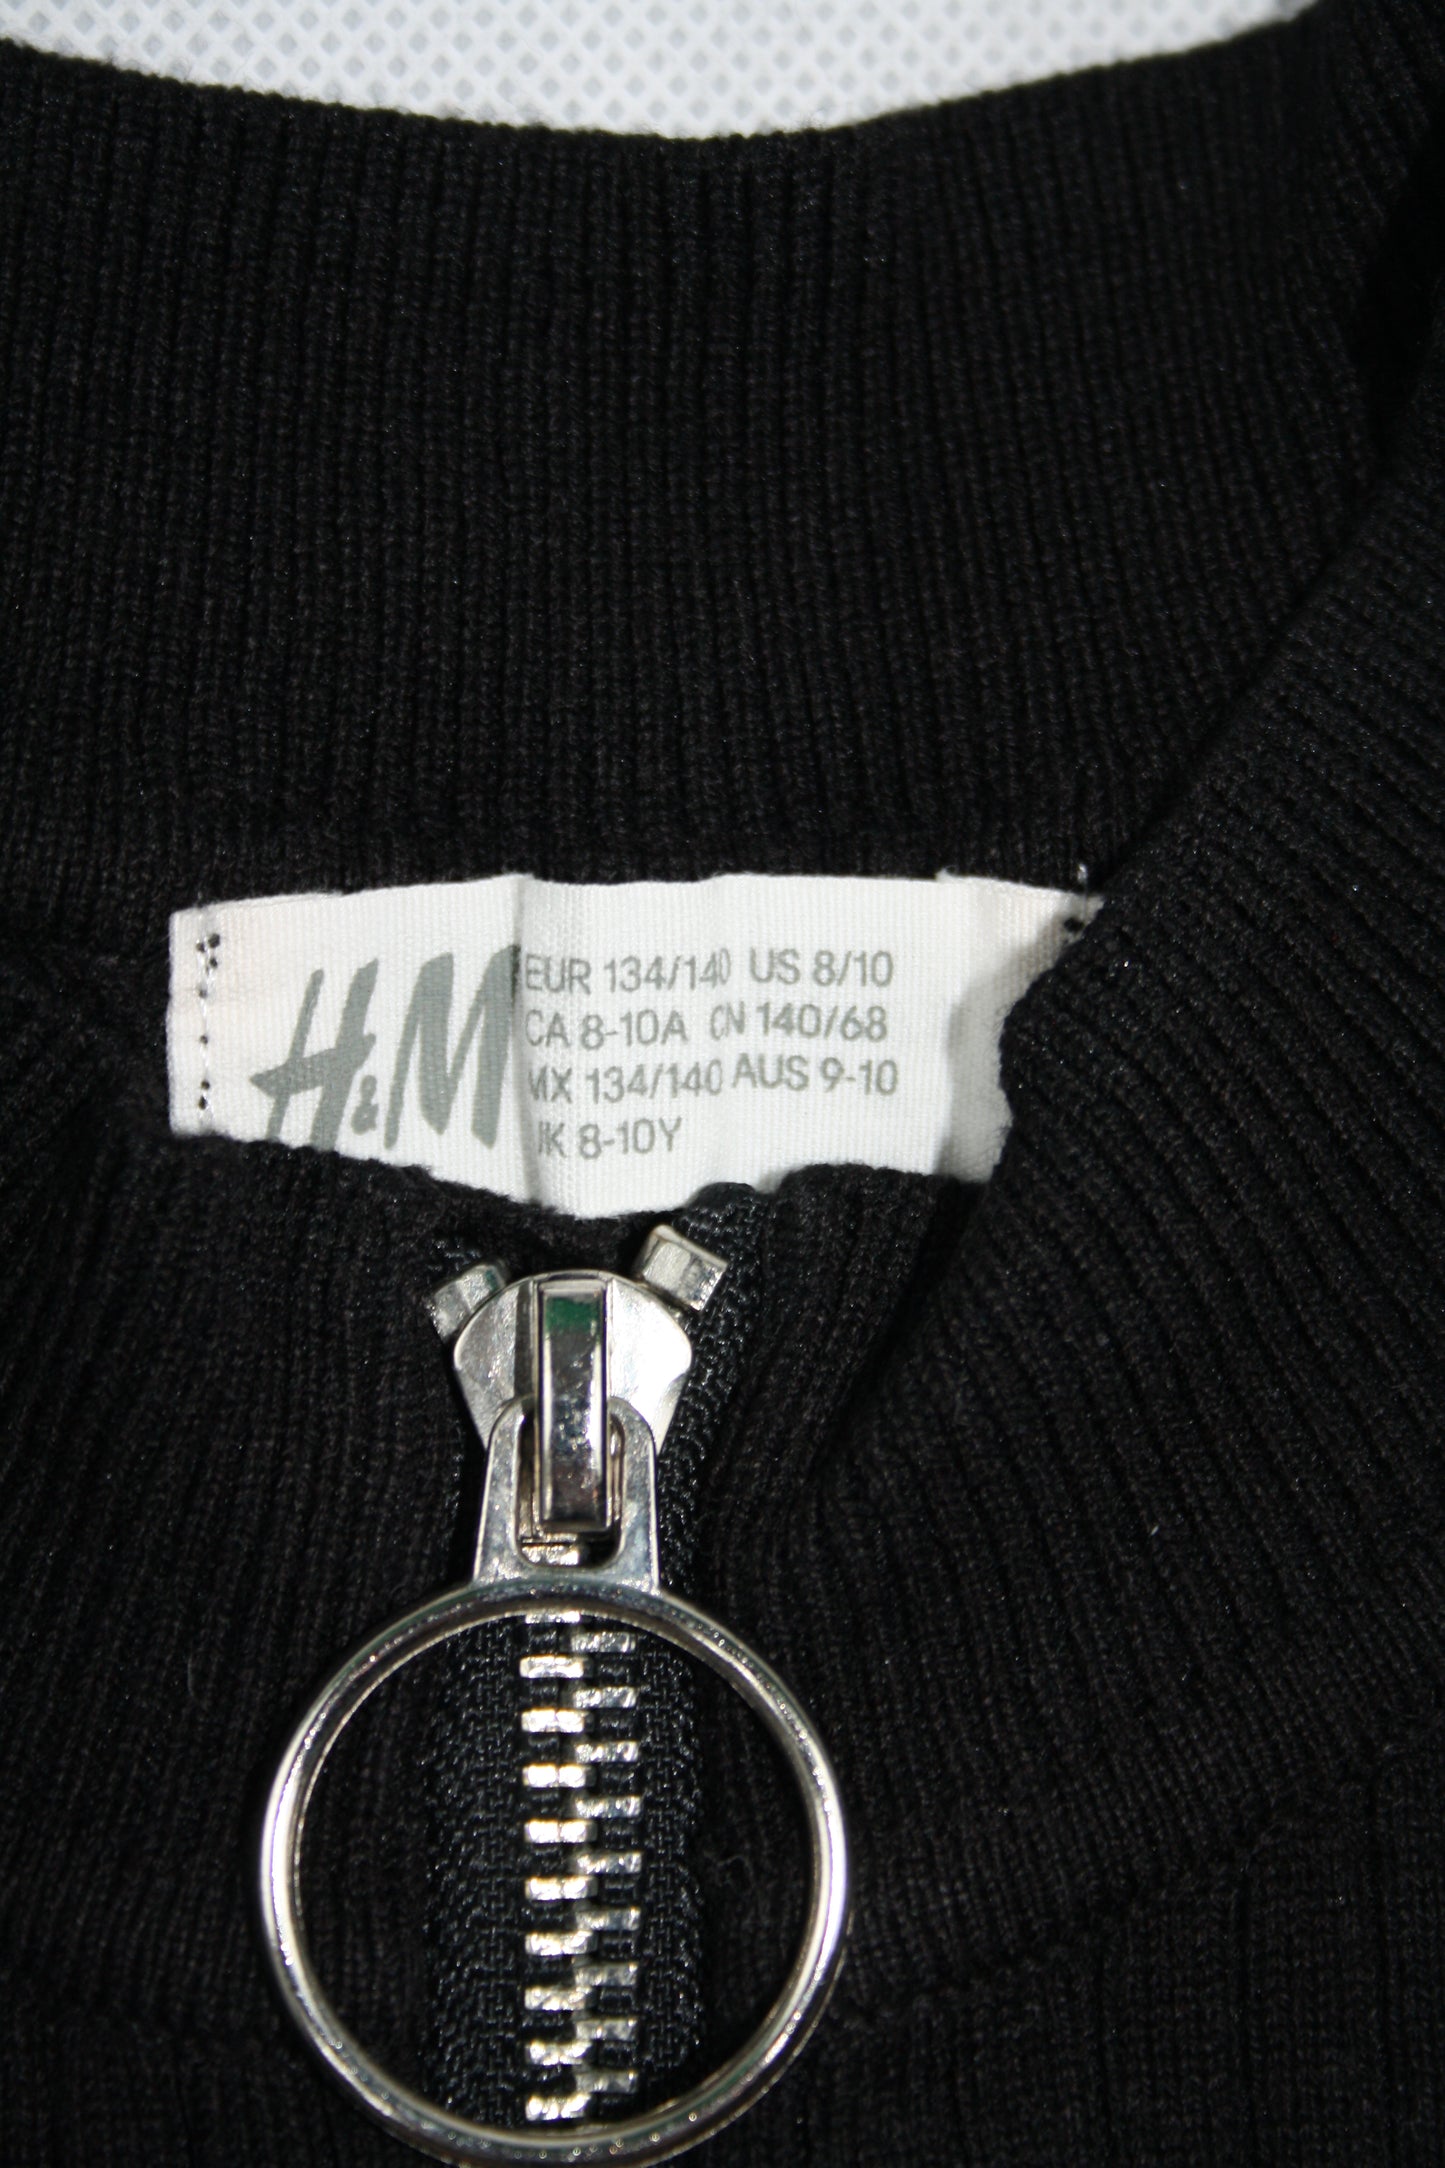 H&M
EUR 134/140 US 8/10
CA 8-10A CN 140/68
MX 134/140 AUS 9-10
UK 8-10Y